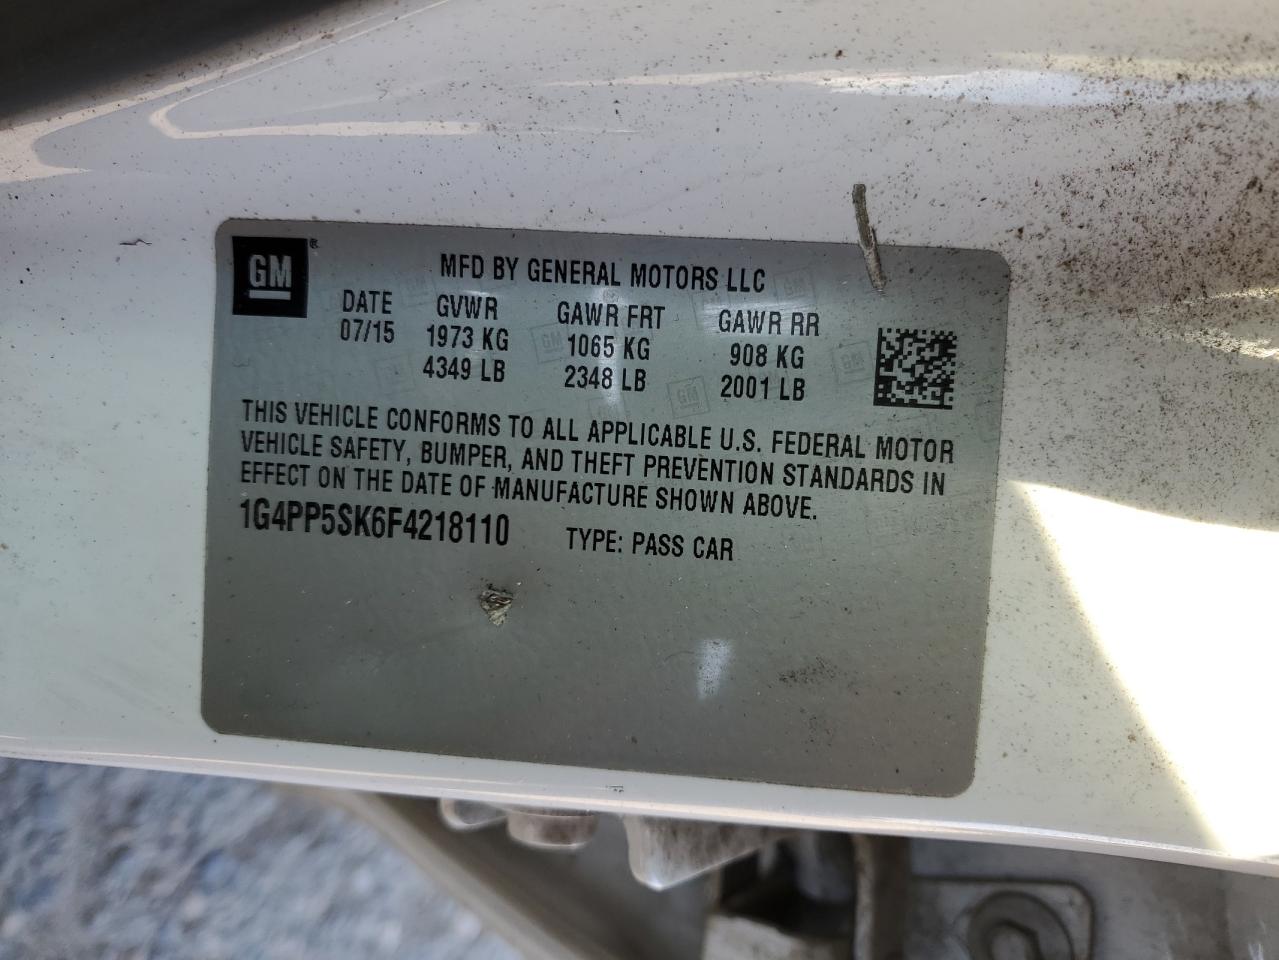 GM ®
MFD BY GENERAL MOTORS LLC
DATE GVWR GAWR FRT GAWR RR
07/15 1973 KG 1065 KG 908 KG
4349 LB 2348 LB 2001 LB
THIS VEHICLE CONFORMS TO ALL APPLICABLE U.S. FEDERAL MOTOR
VEHICLE SAFETY, BUMPER, AND THEFT PREVENTION STANDARDS IN
EFFECT ON THE DATE OF MANUFACTURE SHOWN ABOVE.
1G4PP5SK6F4218110 TYPE: PASS CAR